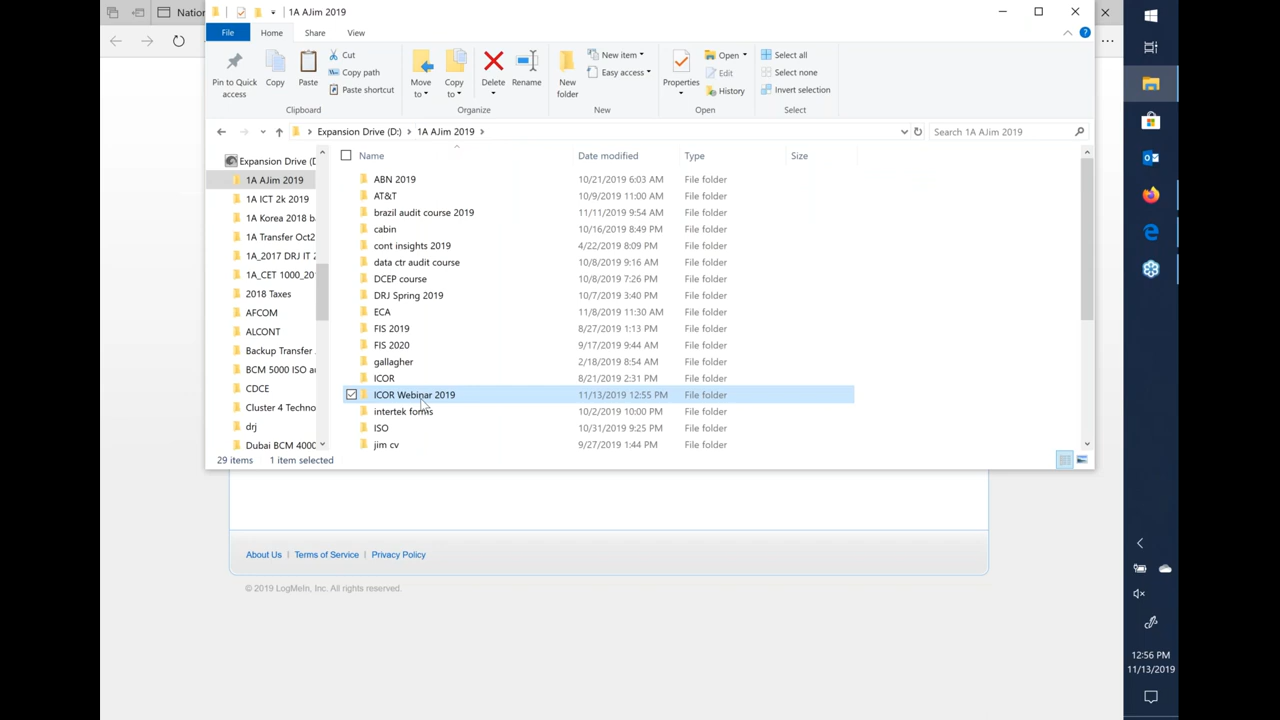 Nation
1A AJim 2019
File Home Share View
Pin to Quick access
Copy
Paste
Cut
Copy path
Paste shortcut
Clipboard
Move to
Copy to
Delete
Rename
Organize
New folder
New item
Easy access
New
Properties
Open
Edit
History
Open
Select all
Select none
Invert selection
Select
Expansion Drive (D:) 1A AJim 2019
Search 1A AJim 2019
Expansion Drive (D
1A AJim 2019
1A ICT 2k 2019
1A Korea 2018 b
1A Transfer Oct2
1A_2017 DRJ IT 2
1A_CET 1000_20
2018 Taxes
AFCOM
ALCONT
Backup Transfer
BCM 5000 ISO au
CDCE
Cluster 4 Techno
drj
Dubai BCM 4000
Name Date modified Type Size
ABN 2019 10/21/2019 6:03 AM File folder
AT&T 10/9/2019 11:00 AM File folder
brazil audit course 2019 11/11/2019 9:54 AM File folder
cabin 10/16/2019 8:49 PM File folder
cont insights 2019 4/22/2019 8:09 PM File folder
data ctr audit course 10/8/2019 9:16 AM File folder
DCEP course 10/8/2019 7:26 PM File folder
DRJ Spring 2019 10/7/2019 3:40 PM File folder
ECA 11/8/2019 11:30 AM File folder
FIS 2019 8/27/2019 1:13 PM File folder
FIS 2020 9/17/2019 9:44 AM File folder
gallagher 2/18/2019 8:54 AM File folder
ICOR 8/21/2019 2:31 PM File folder
ICOR Webinar 2019 11/13/2019 12:55 PM File folder
intertek forms 10/2/2019 10:00 PM File folder
ISO 10/31/2019 9:25 PM File folder
jim cv 9/27/2019 1:44 PM File folder
29 items 1 item selected
About Us | Terms of Service | Privacy Policy
© 2019 LogMeIn, Inc. All rights reserved.
12:56 PM
11/13/2019